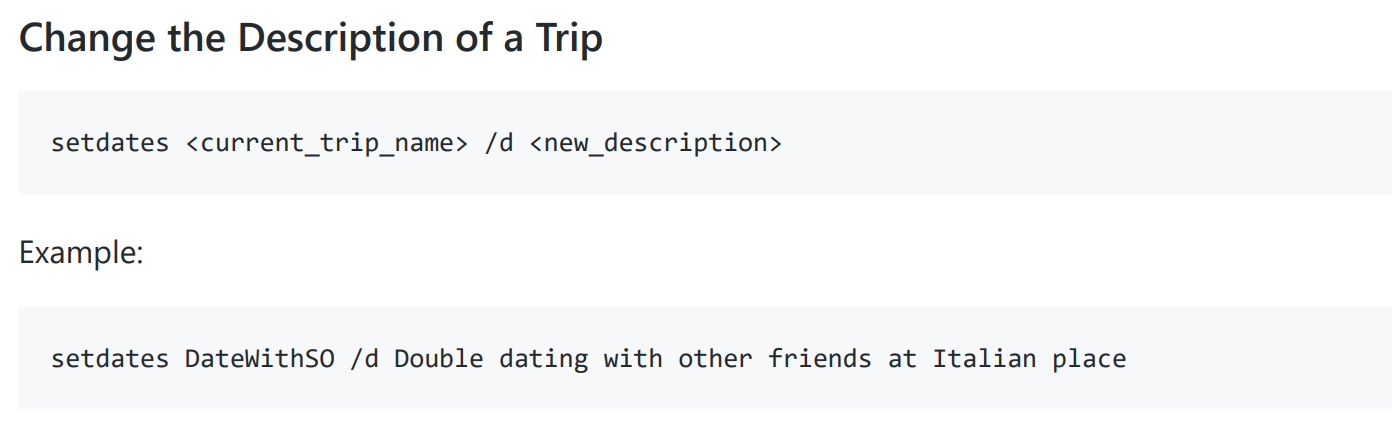 Change the Description of a Trip
setdates <current_trip_name> /d <new_description>
Example:
setdates DateWithSO /d Double dating with other friends at Italian place